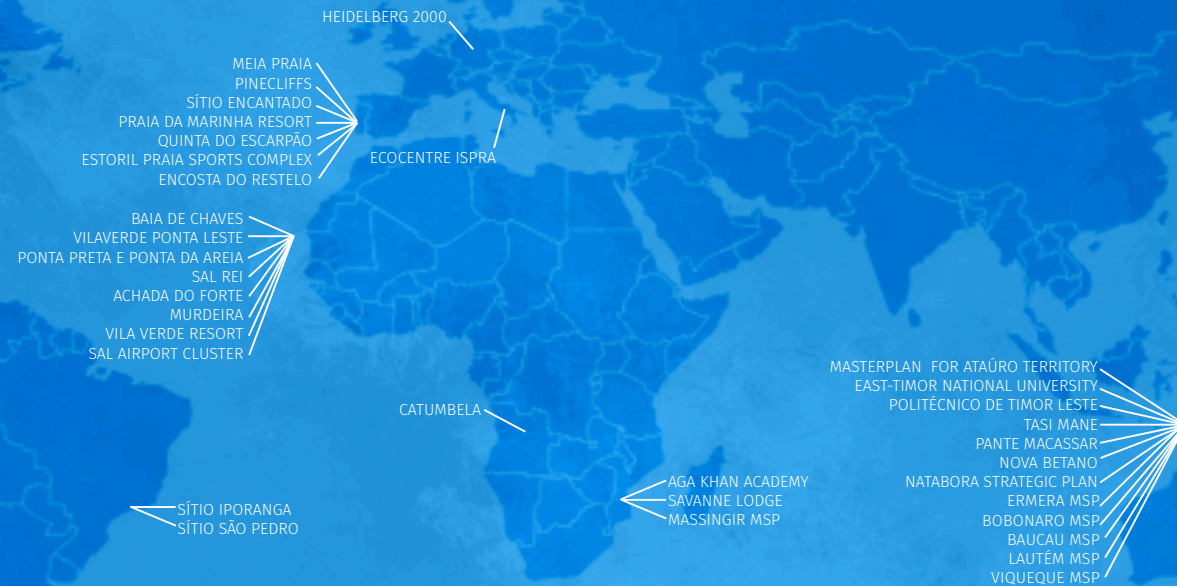 HEIDELBERG 2000
MEIA PRAIA
PINECLIFFS
SÍTIO ENCANTADO
PRAIA DA MARINHA RESORT
QUINTA DO ESCARPÃO
ESTORIL PRAIA SPORTS COMPLEX
ENCOSTA DO RESTELO
ECOCENTRE ISPRA
BAIA DE CHAVES
VILAVERDE PONTA LESTE
PONTA PRETA E PONTA DA AREIA
SAL REI
ACHADA DO FORTE
MURDEIRA
VILA VERDE RESORT
SAL AIRPORT CLUSTER
CATUMBELA
SÍTIO IPORANGA
SÍTIO SÃO PEDRO
AGA KHAN ACADEMY
SAVANNE LODGE
MASSINGIR MSP
MASTERPLAN  FOR ATAÚRO TERRITORY
EAST-TIMOR NATIONAL UNIVERSITY
POLITÉCNICO DE TIMOR LESTE
TASI MANE
PANTE MACASSAR
NOVA BETANO
NATABORA STRATEGIC PLAN
ERMERA MSP
BOBONARO MSP
BAUCAU MSP
LAUTÉM MSP
VIQUEQUE MSP